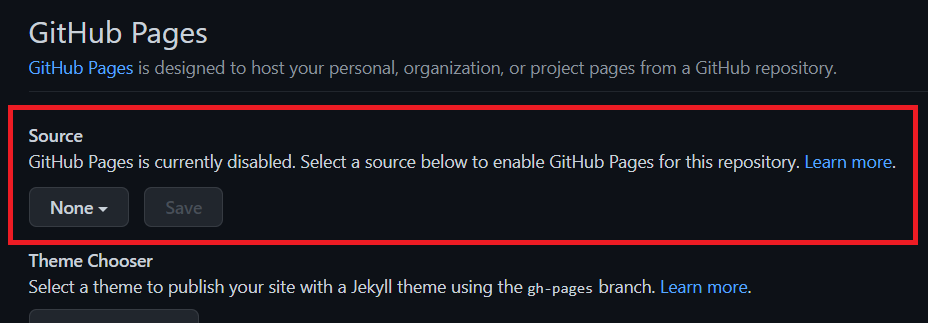 GitHub Pages
GitHub Pages is designed to host your personal, organization, or project pages from a GitHub repository.
Source
GitHub Pages is currently disabled. Select a source below to enable GitHub Pages for this repository. Learn more.
None Save
Theme Chooser
Select a theme to publish your site with a Jekyll theme using the gh-pages branch. Learn more.